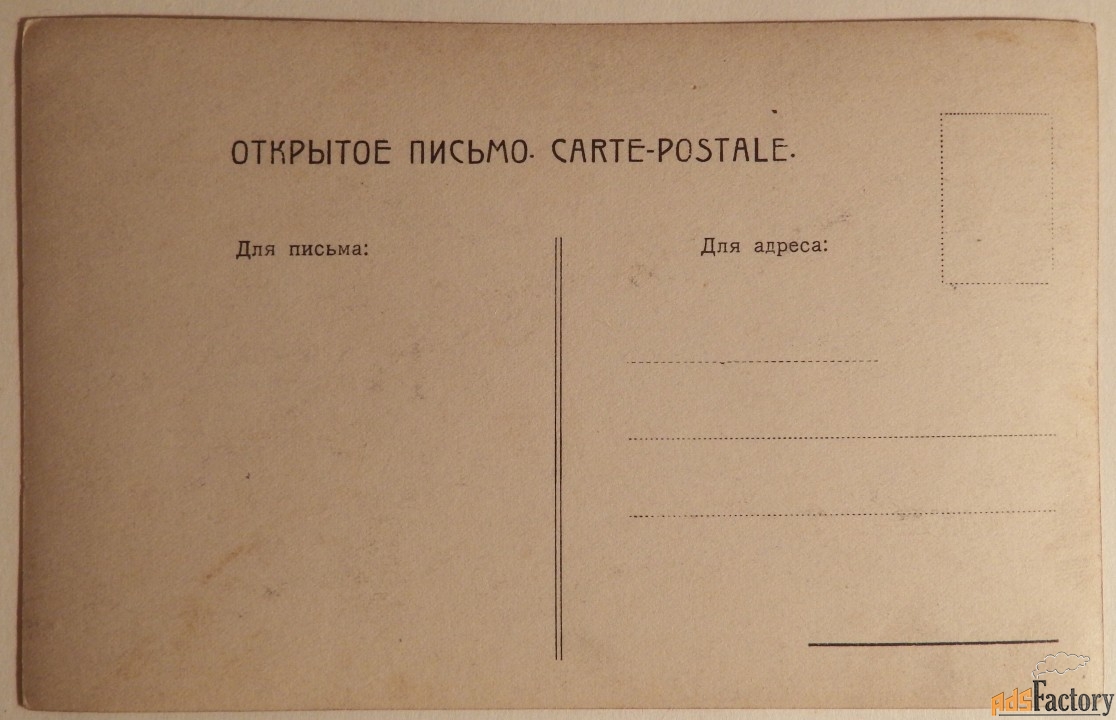 ОТКРЫТОЕ ПИСЬМО. CARTE-POSTALE.
Для письма:
Для адреса:
AdsFactory